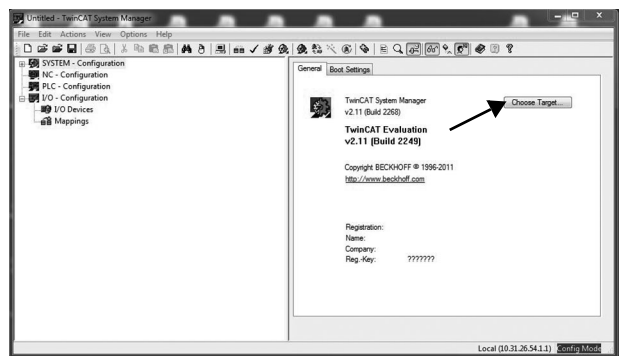 Untitled - TwinCAT System Manager
File Edit Actions View Options Help
SYSTEM - Configuration
NC - Configuration
PLC - Configuration
I/O - Configuration
I/O Devices
Mappings
General Boot Settings
TwinCAT System Manager
v2.11 (Build 2268)
Choose Target...
TwinCAT Evaluation
v2.11 (Build 2249)
Copyright BECKHOFF © 1996-2011
http://www.beckhoff.com
Registration:
Name:
Company:
Reg.-Key: ???????
Local (10.31.26.54.1.1) Config Mode